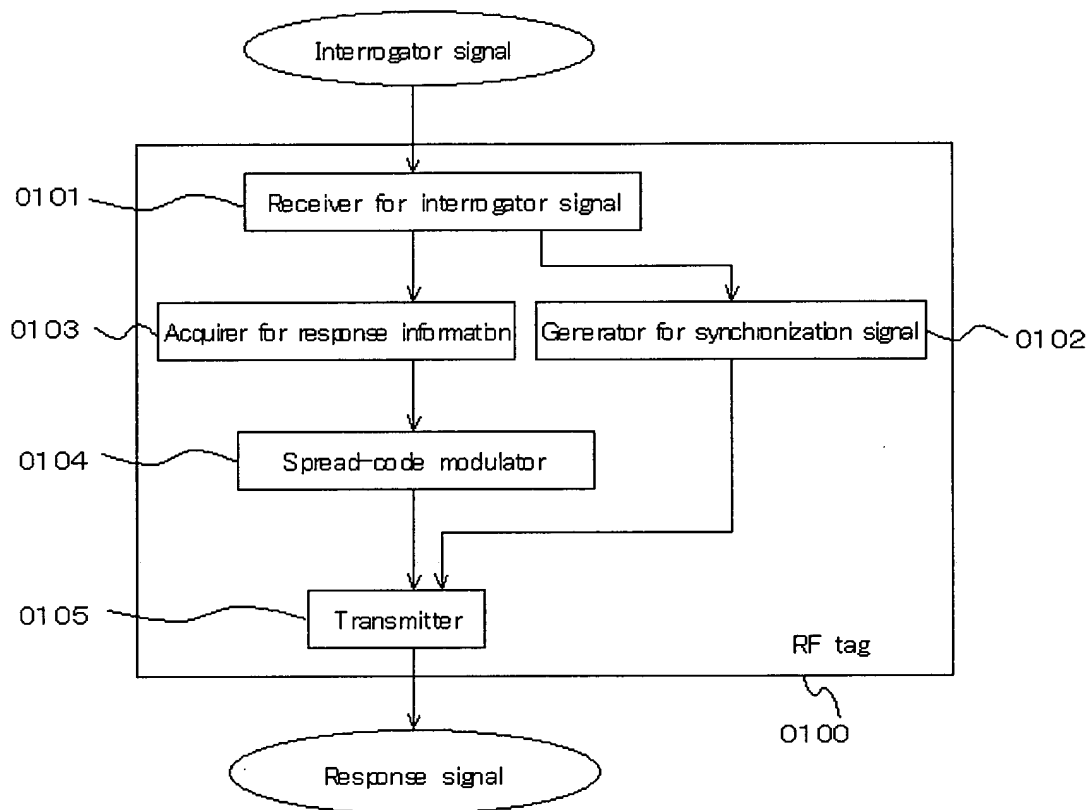 Interrogator signal
0101
Receiver for interrogator signal
0103
Acquirer for response information
Generator for synchronization signal
0102
0104
Spread-code modulator
0105
Transmitter
RF tag
0100
Response signal